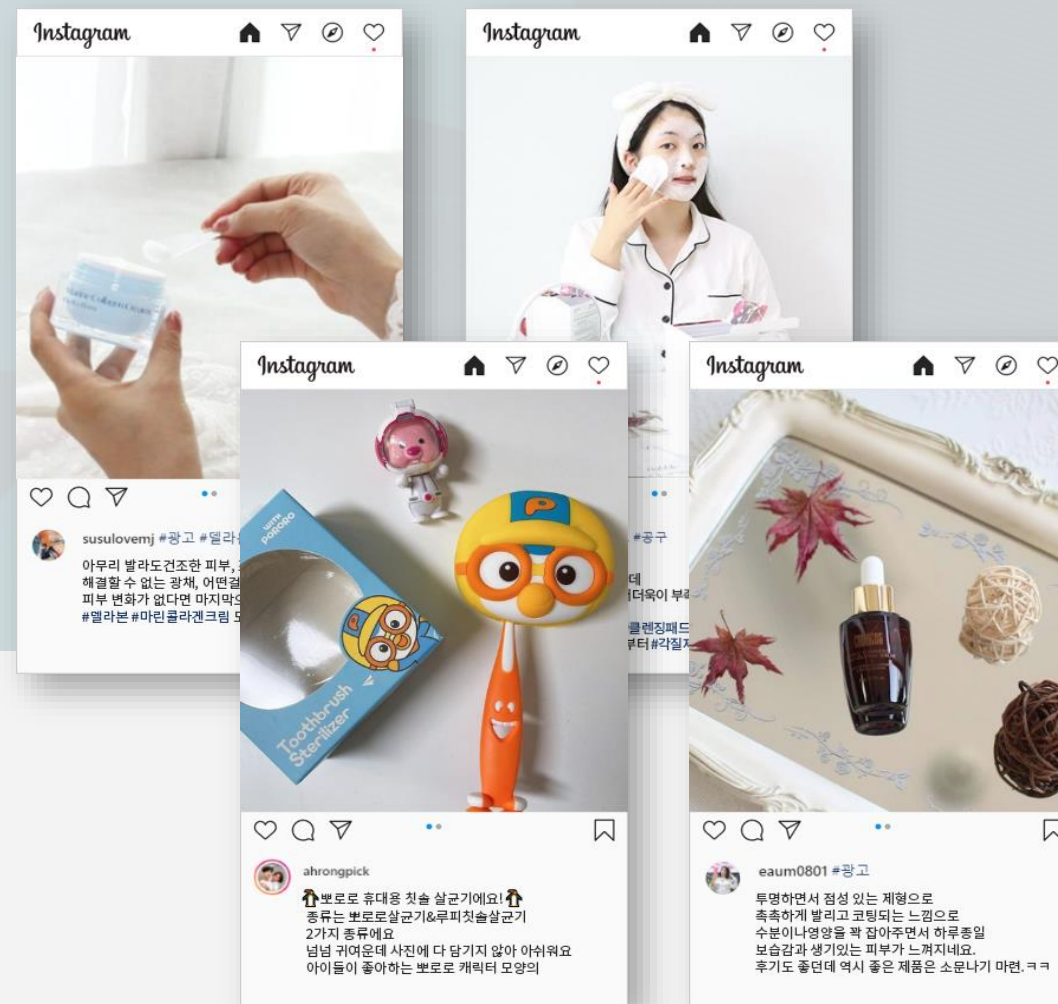 Instagram
susulovemj #광고 #델라
아무리 발라도건조한 피부,
해결할 수 없는 광채, 어떤걸
피부 변화가 없다면 마지막으
#델라본 #마린콜라겐크림
Instagram
#공구
데
더욱이 부족
클렌징패드
부터 #각질제
Instagram
WITH
PORORO
P
Toothbrush
Sterilizer
ahrongpick
🐧뽀로로 휴대용 칫솔 살균기에요!🐧
종류는 뽀로로살균기&루피칫솔살균기
2가지 종류에요
넘넘 귀여운데 사진에 다 담기지 않아 아쉬워요
아이들이 좋아하는 뽀로로 캐릭터 모양의
Instagram
eaum0801 #광고
투명하면서 점성 있는 제형으로
촉촉하게 발리고 코팅되는 느낌으로
수분이나영양을 꽉 잡아주면서 하루종일
보습감과 생기있는 피부가 느껴지네요.
후기도 좋던데 역시 좋은 제품은 소문나기 마련.ㅋㅋ